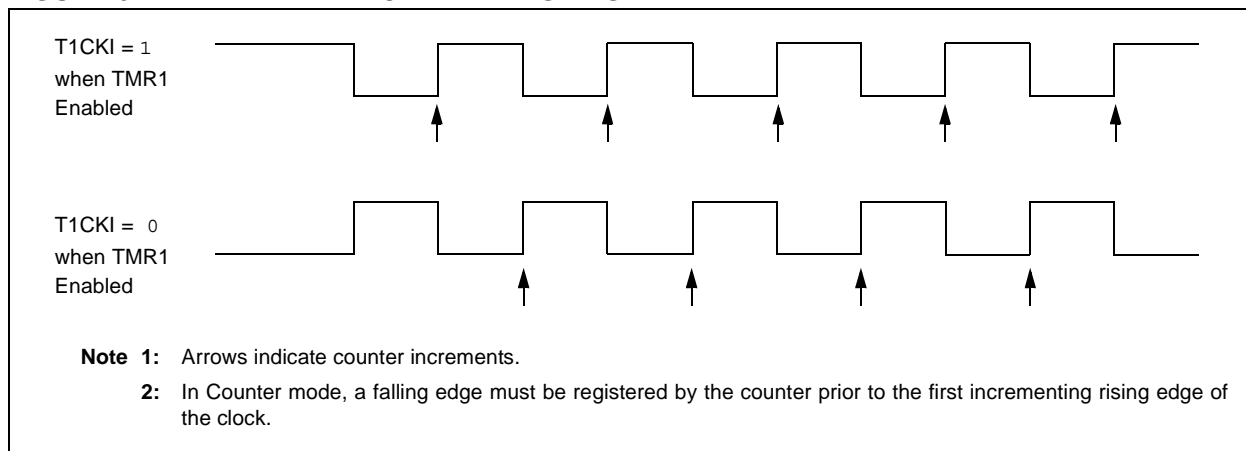 T1CKI = 1
when TMR1
Enabled
T1CKI = 0
when TMR1
Enabled
Note 1: Arrows indicate counter increments.
2: In Counter mode, a falling edge must be registered by the counter prior to the first incrementing rising edge of
the clock.